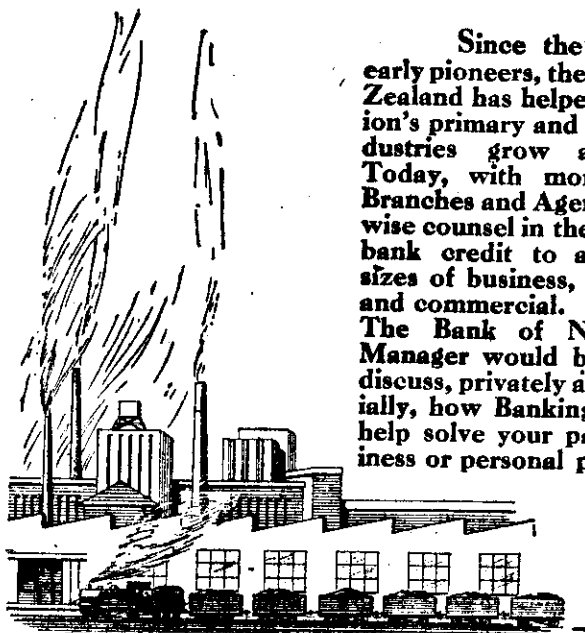 Since the
early pioneers, the
Zealand has helpe
ion's primary and
dustries grow a
Today, with mor
Branches and Agen
wise counsel in the
bank credit to a
sizes of business,
and commercial.
The Bank of N
Manager would b
discuss, privately a
ially, how Banking
help solve your p
iness or personal p